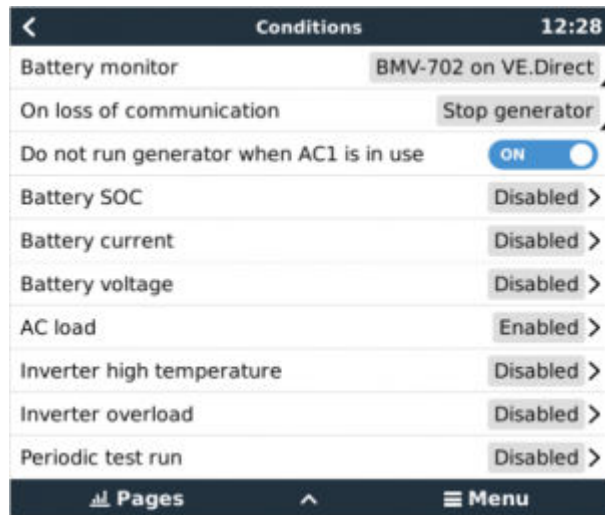 Conditions 12:28
Battery monitor BMV-702 on VE.Direct
On loss of communication Stop generator
Do not run generator when AC1 is in use ON
Battery SOC Disabled
Battery current Disabled
Battery voltage Disabled
AC load Enabled
Inverter high temperature Disabled
Inverter overload Disabled
Periodic test run Disabled
Pages Menu